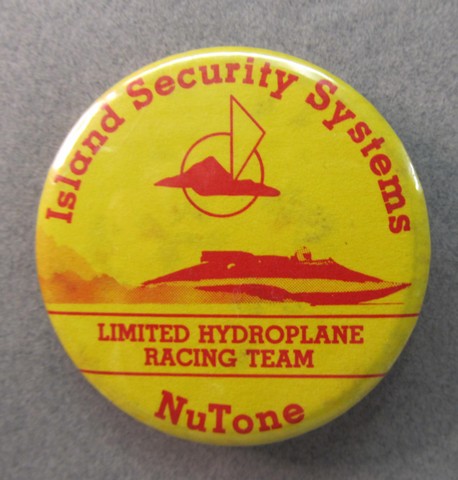 Island Security Systems
LIMITED HYDROPLANE
RACING TEAM
NuTone